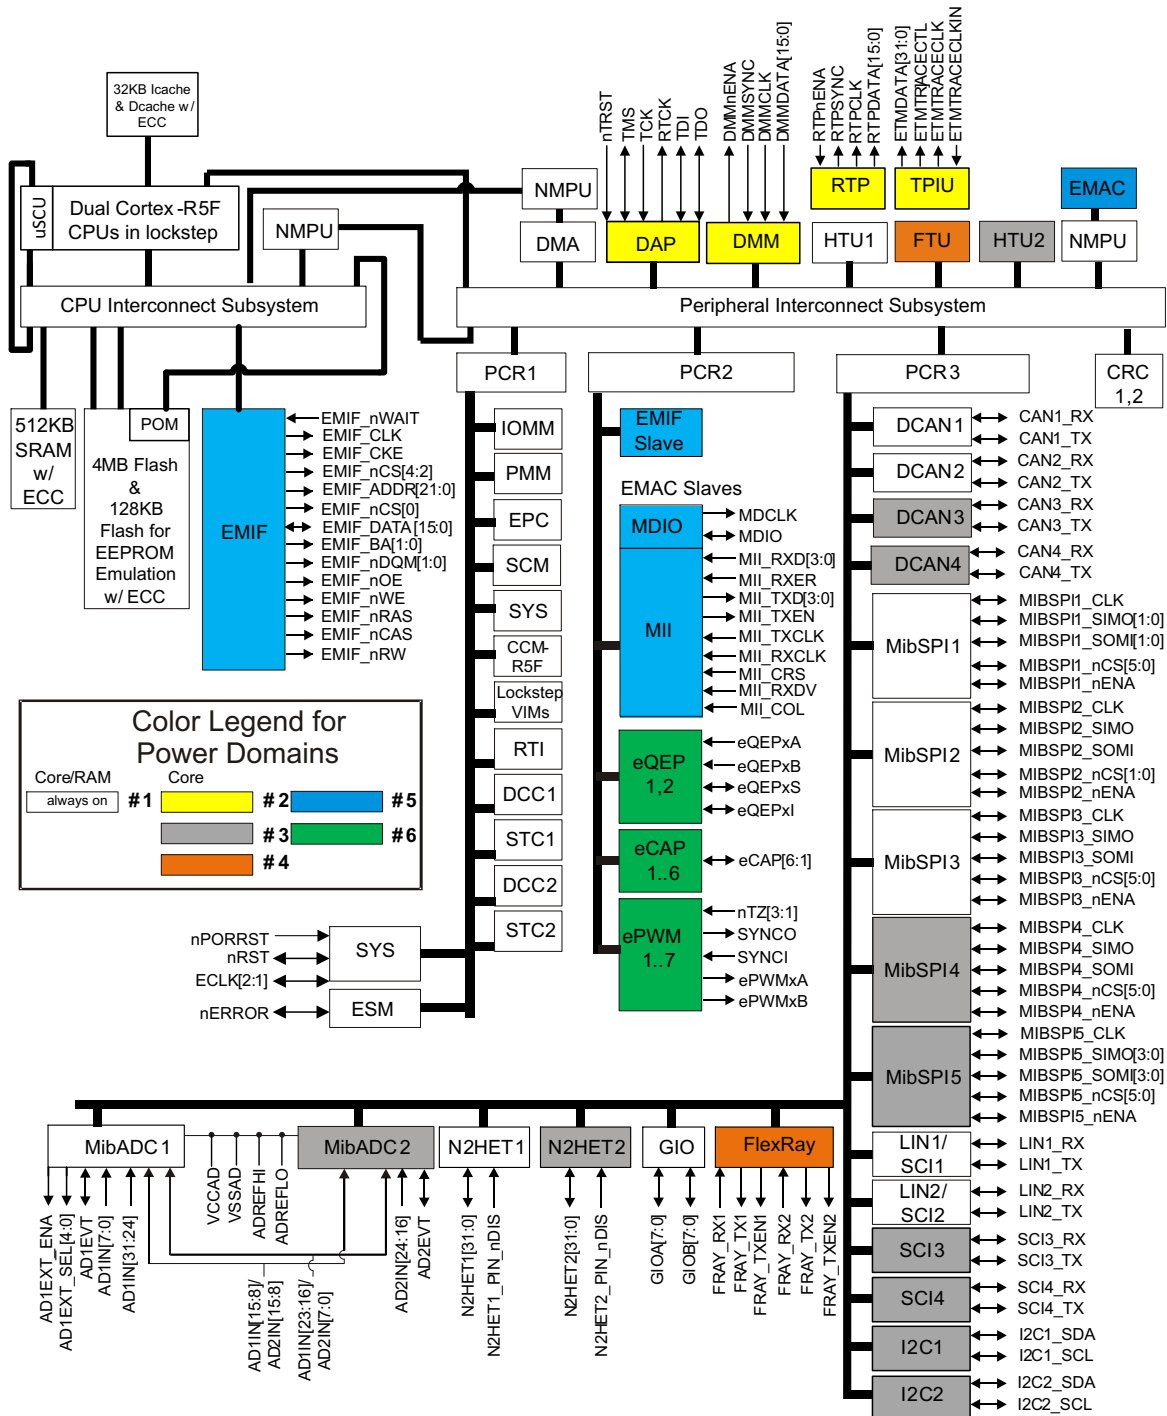 32KB Icache
& Dcache w/
ECC
uSCU
Dual Cortex-R5F
CPUs in lockstep
NMPU
NMPU
DMA
nTRST
TMS
TCK
RTCK
TDI
TDO
DAP
DMMnENA
DMMSYNC
DMMCLK
DMMDATA[15:0]
DMM
RTPnENA
RTPSYNC
RTPCLK
RTPDATA[15:0]
RTP
HTU1
ETMDATA[31:0]
ETMTRACECTL
ETMTRACECLK
ETMTRACECLKIN
TPIU
FTU
HTU2
EMAC
NMPU
CPU Interconnect Subsystem
Peripheral Interconnect Subsystem
PCR1
PCR2
PCR3
CRC
1,2
512KB
SRAM
w/
ECC
POM
4MB Flash
&
128KB
Flash for
EEPROM
Emulation
w/ ECC
EMIF
EMIF_nWAIT
EMIF_CLK
EMIF_CKE
EMIF_nCS[4:2]
EMIF_ADDR[21:0]
EMIF_nCS[0]
EMIF_DATA[15:0]
EMIF_BA[1:0]
EMIF_nDQM[1:0]
EMIF_nOE
EMIF_nWE
EMIF_nRAS
EMIF_nCAS
EMIF_nRW
IOMM
PMM
EPC
SCM
SYS
CCM-
R5F
Lockstep
VIMs
RTI
DCC1
STC1
DCC2
STC2
EMIF
Slave
EMAC Slaves
MDIO
MDCLK
MDIO
MII
MII_RXD[3:0]
MII_RXER
MII_TXD[3:0]
MII_TXEN
MII_TXCLK
MII_RXCLK
MII_CRS
MII_RXDV
MII_COL
eQEP
1,2
eQEPxA
eQEPxB
eQEPxS
eQEPxI
eCAP
1..6
eCAP[6:1]
ePWM
1..7
nTZ[3:1]
SYNCO
SYNCI
ePWMxA
ePWMxB
DCAN1
CAN1_RX
CAN1_TX
DCAN2
CAN2_RX
CAN2_TX
DCAN3
CAN3_RX
CAN3_TX
DCAN4
CAN4_RX
CAN4_TX
MibSPI1
MIBSPI1_CLK
MIBSPI1_SIMO[1:0]
MIBSPI1_SOMI[1:0]
MIBSPI1_nCS[5:0]
MIBSPI1_nENA
MibSPI2
MIBSPI2_CLK
MIBSPI2_SIMO
MIBSPI2_SOMI
MIBSPI2_nCS[1:0]
MIBSPI2_nENA
MibSPI3
MIBSPI3_CLK
MIBSPI3_SIMO
MIBSPI3_SOMI
MIBSPI3_nCS[5:0]
MIBSPI3_nENA
MibSPI4
MIBSPI4_CLK
MIBSPI4_SIMO
MIBSPI4_SOMI
MIBSPI4_nCS[5:0]
MIBSPI4_nENA
MibSPI5
MIBSPI5_CLK
MIBSPI5_SIMO[3:0]
MIBSPI5_SOMI[3:0]
MIBSPI5_nCS[5:0]
MIBSPI5_nENA
LIN1/
SCI1
LIN1_RX
LIN1_TX
LIN2/
SCI2
LIN2_RX
LIN2_TX
SCI3
SCI3_RX
SCI3_TX
SCI4
SCI4_RX
SCI4_TX
I2C1
I2C1_SDA
I2C1_SCL
I2C2
I2C2_SDA
I2C2_SCL
Color Legend for
Power Domains
Core/RAM
Core
always on
#1
#2
#5
#3
#6
#4
nPORRST
nRST
ECLK[2:1]
SYS
nERROR
ESM
MibADC1
MibADC2
N2HET1
N2HET2
GIO
FlexRay
AD1EXT_ENA
AD1EXT_SEL[4:0]
AD1EVT
AD1IN[7:0]
AD1IN[31:24]
VCCAD
VSSAD
ADREFHI
ADREFLO
AD1IN[15:8]/
AD2IN[15:8]
AD1IN[23:16]/
AD2IN[7:0]
AD2IN[24:16]
AD2EVT
N2HET1[31:0]
N2HET1_PIN_nDIS
N2HET2[31:0]
N2HET2_PIN_nDIS
GIOA[7:0]
GIOB[7:0]
FRAY_RX1
FRAY_TX1
FRAY_TXEN1
FRAY_RX2
FRAY_TX2
FRAY_TXEN2